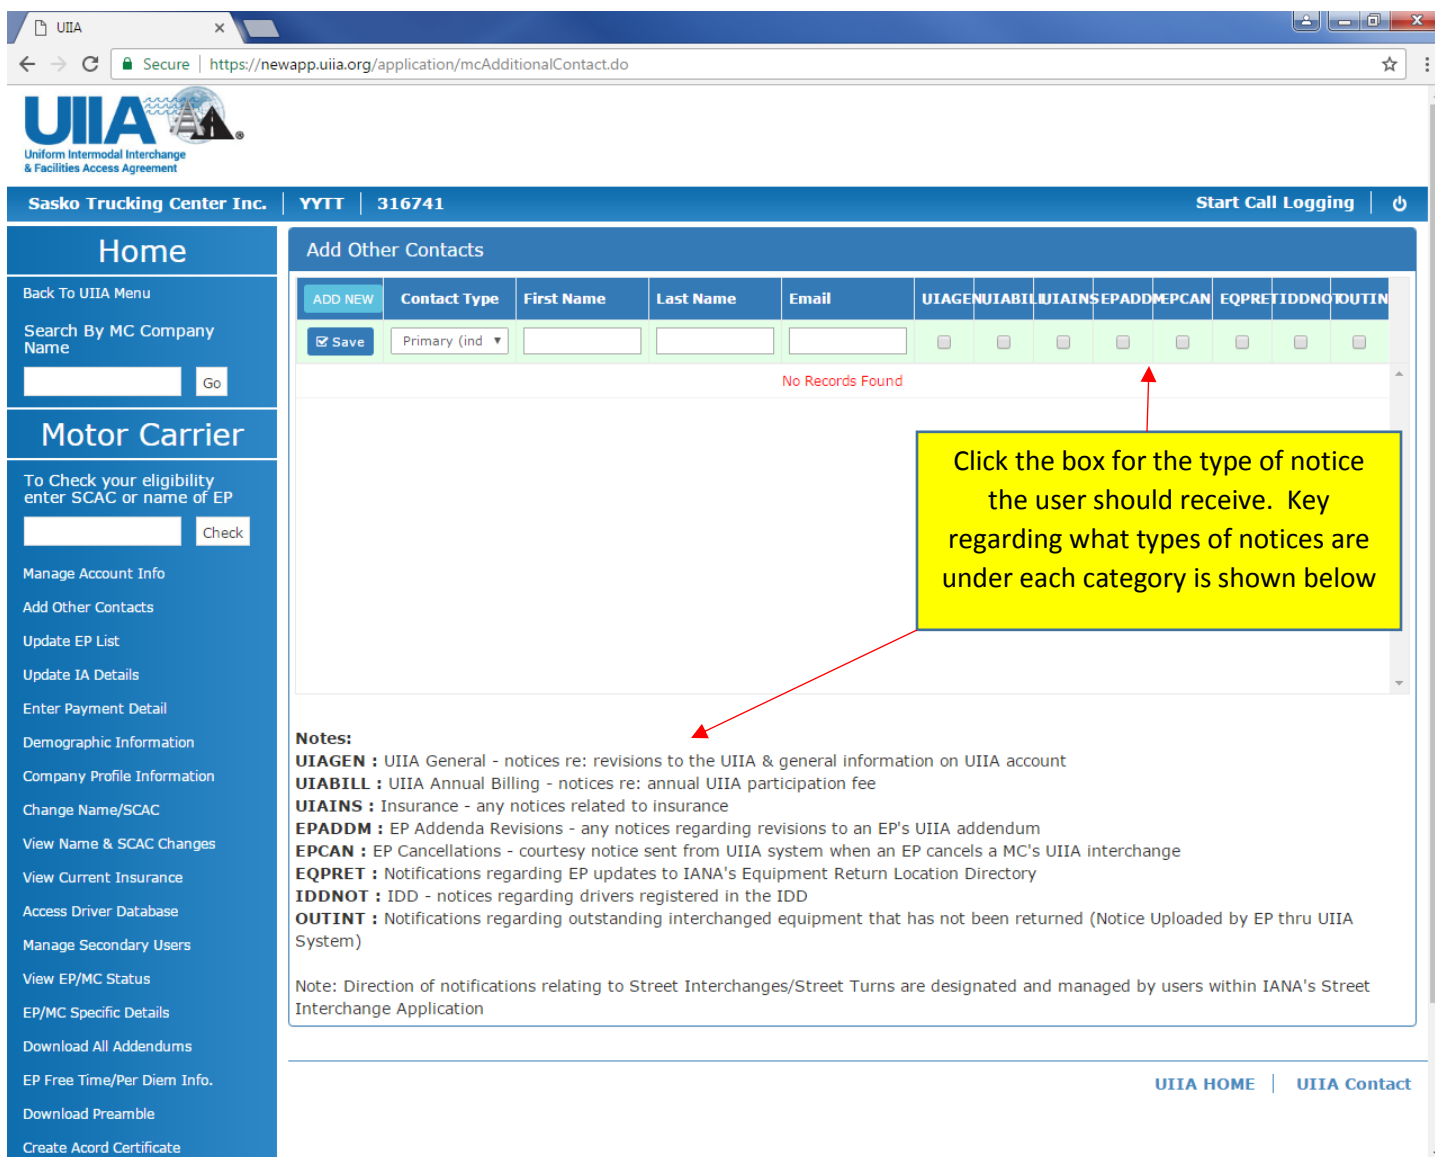 UIIA
Secure | https://newapp.uiia.org/application/mcAdditionalContact.do
UIIA ®
Uniform Intermodal Interchange
& Facilities Access Agreement
Sasko Trucking Center Inc. | YYTT | 316741 Start Call Logging
Home
Back To UIIA Menu
Search By MC Company
Name
Go
Motor Carrier
To Check your eligibility
enter SCAC or name of EP
Check
Manage Account Info
Add Other Contacts
Update EP List
Update IA Details
Enter Payment Detail
Demographic Information
Company Profile Information
Change Name/SCAC
View Name & SCAC Changes
View Current Insurance
Access Driver Database
Manage Secondary Users
View EP/MC Status
EP/MC Specific Details
Download All Addendums
EP Free Time/Per Diem Info.
Download Preamble
Create Acord Certificate
Add Other Contacts
ADD NEW Contact Type First Name Last Name Email UIAGEN UIABILL UIAINS EPADDM EPCAN EQPRET IDDNOT OUTIN
Save Primary (ind
No Records Found
Click the box for the type of notice
the user should receive. Key
regarding what types of notices are
under each category is shown below
Notes:
UIAGEN : UIIA General - notices re: revisions to the UIIA & general information on UIIA account
UIABILL : UIIA Annual Billing - notices re: annual UIIA participation fee
UIAINS : Insurance - any notices related to insurance
EPADDM : EP Addenda Revisions - any notices regarding revisions to an EP's UIIA addendum
EPCAN : EP Cancellations - courtesy notice sent from UIIA system when an EP cancels a MC's UIIA interchange
EQPRET : Notifications regarding EP updates to IANA's Equipment Return Location Directory
IDDNOT : IDD - notices regarding drivers registered in the IDD
OUTINT : Notifications regarding outstanding interchanged equipment that has not been returned (Notice Uploaded by EP thru UIIA
System)
Note: Direction of notifications relating to Street Interchanges/Street Turns are designated and managed by users within IANA's Street
Interchange Application
UIIA HOME | UIIA Contact